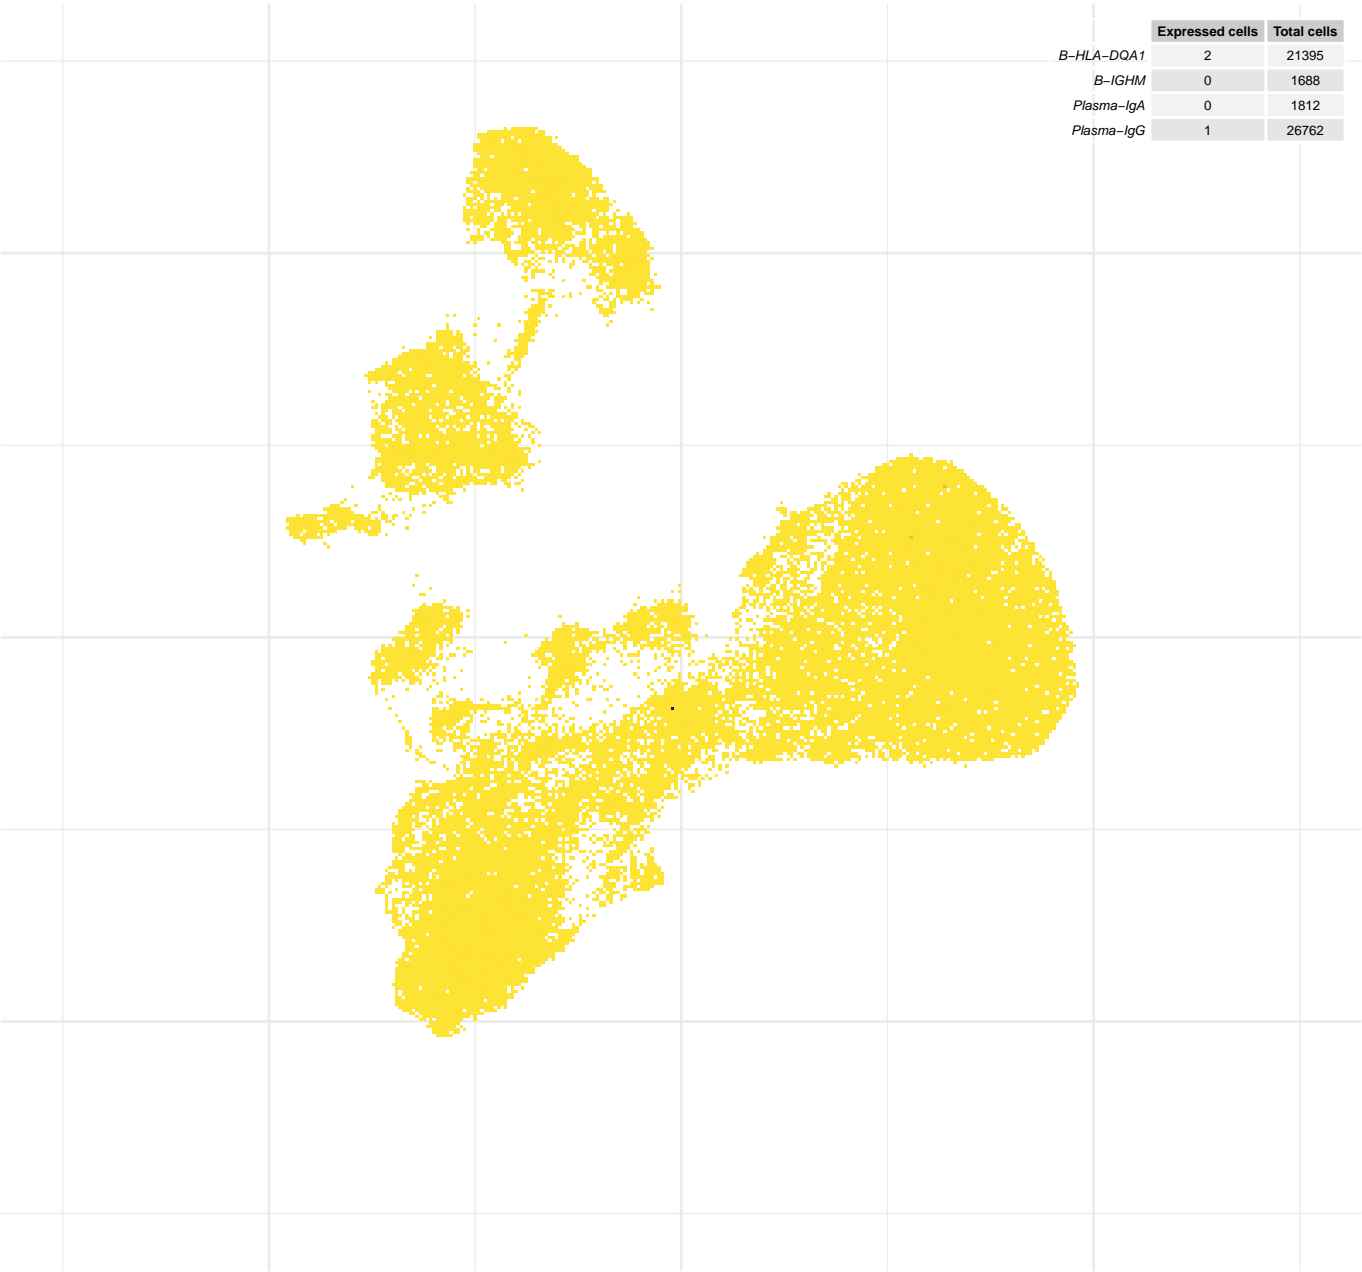 Expressed cells Total cells
B−HLA−DQA1 2 21395
B−IGHM 0 1688
Plasma−IgA 0 1812
Plasma−IgG 1 26762